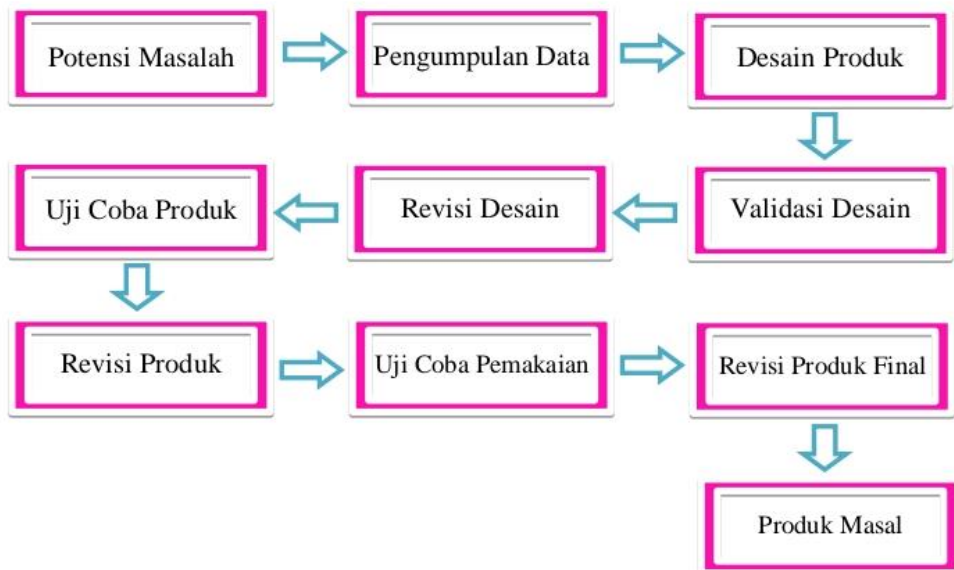 Potensi Masalah
Pengumpulan Data
Desain Produk
Validasi Desain
Revisi Desain
Uji Coba Produk
Revisi Produk
Uji Coba Pemakaian
Revisi Produk Final
Produk Masal